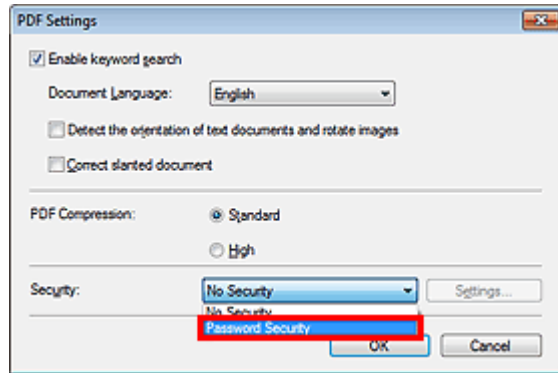 PDF Settings
Enable keyword search
Document Language: English
Detect the orientation of text documents and rotate images
Correct slanted document
PDF Compression: Standard
High
Security: No Security Settings...
No Security
Password Security
OK Cancel